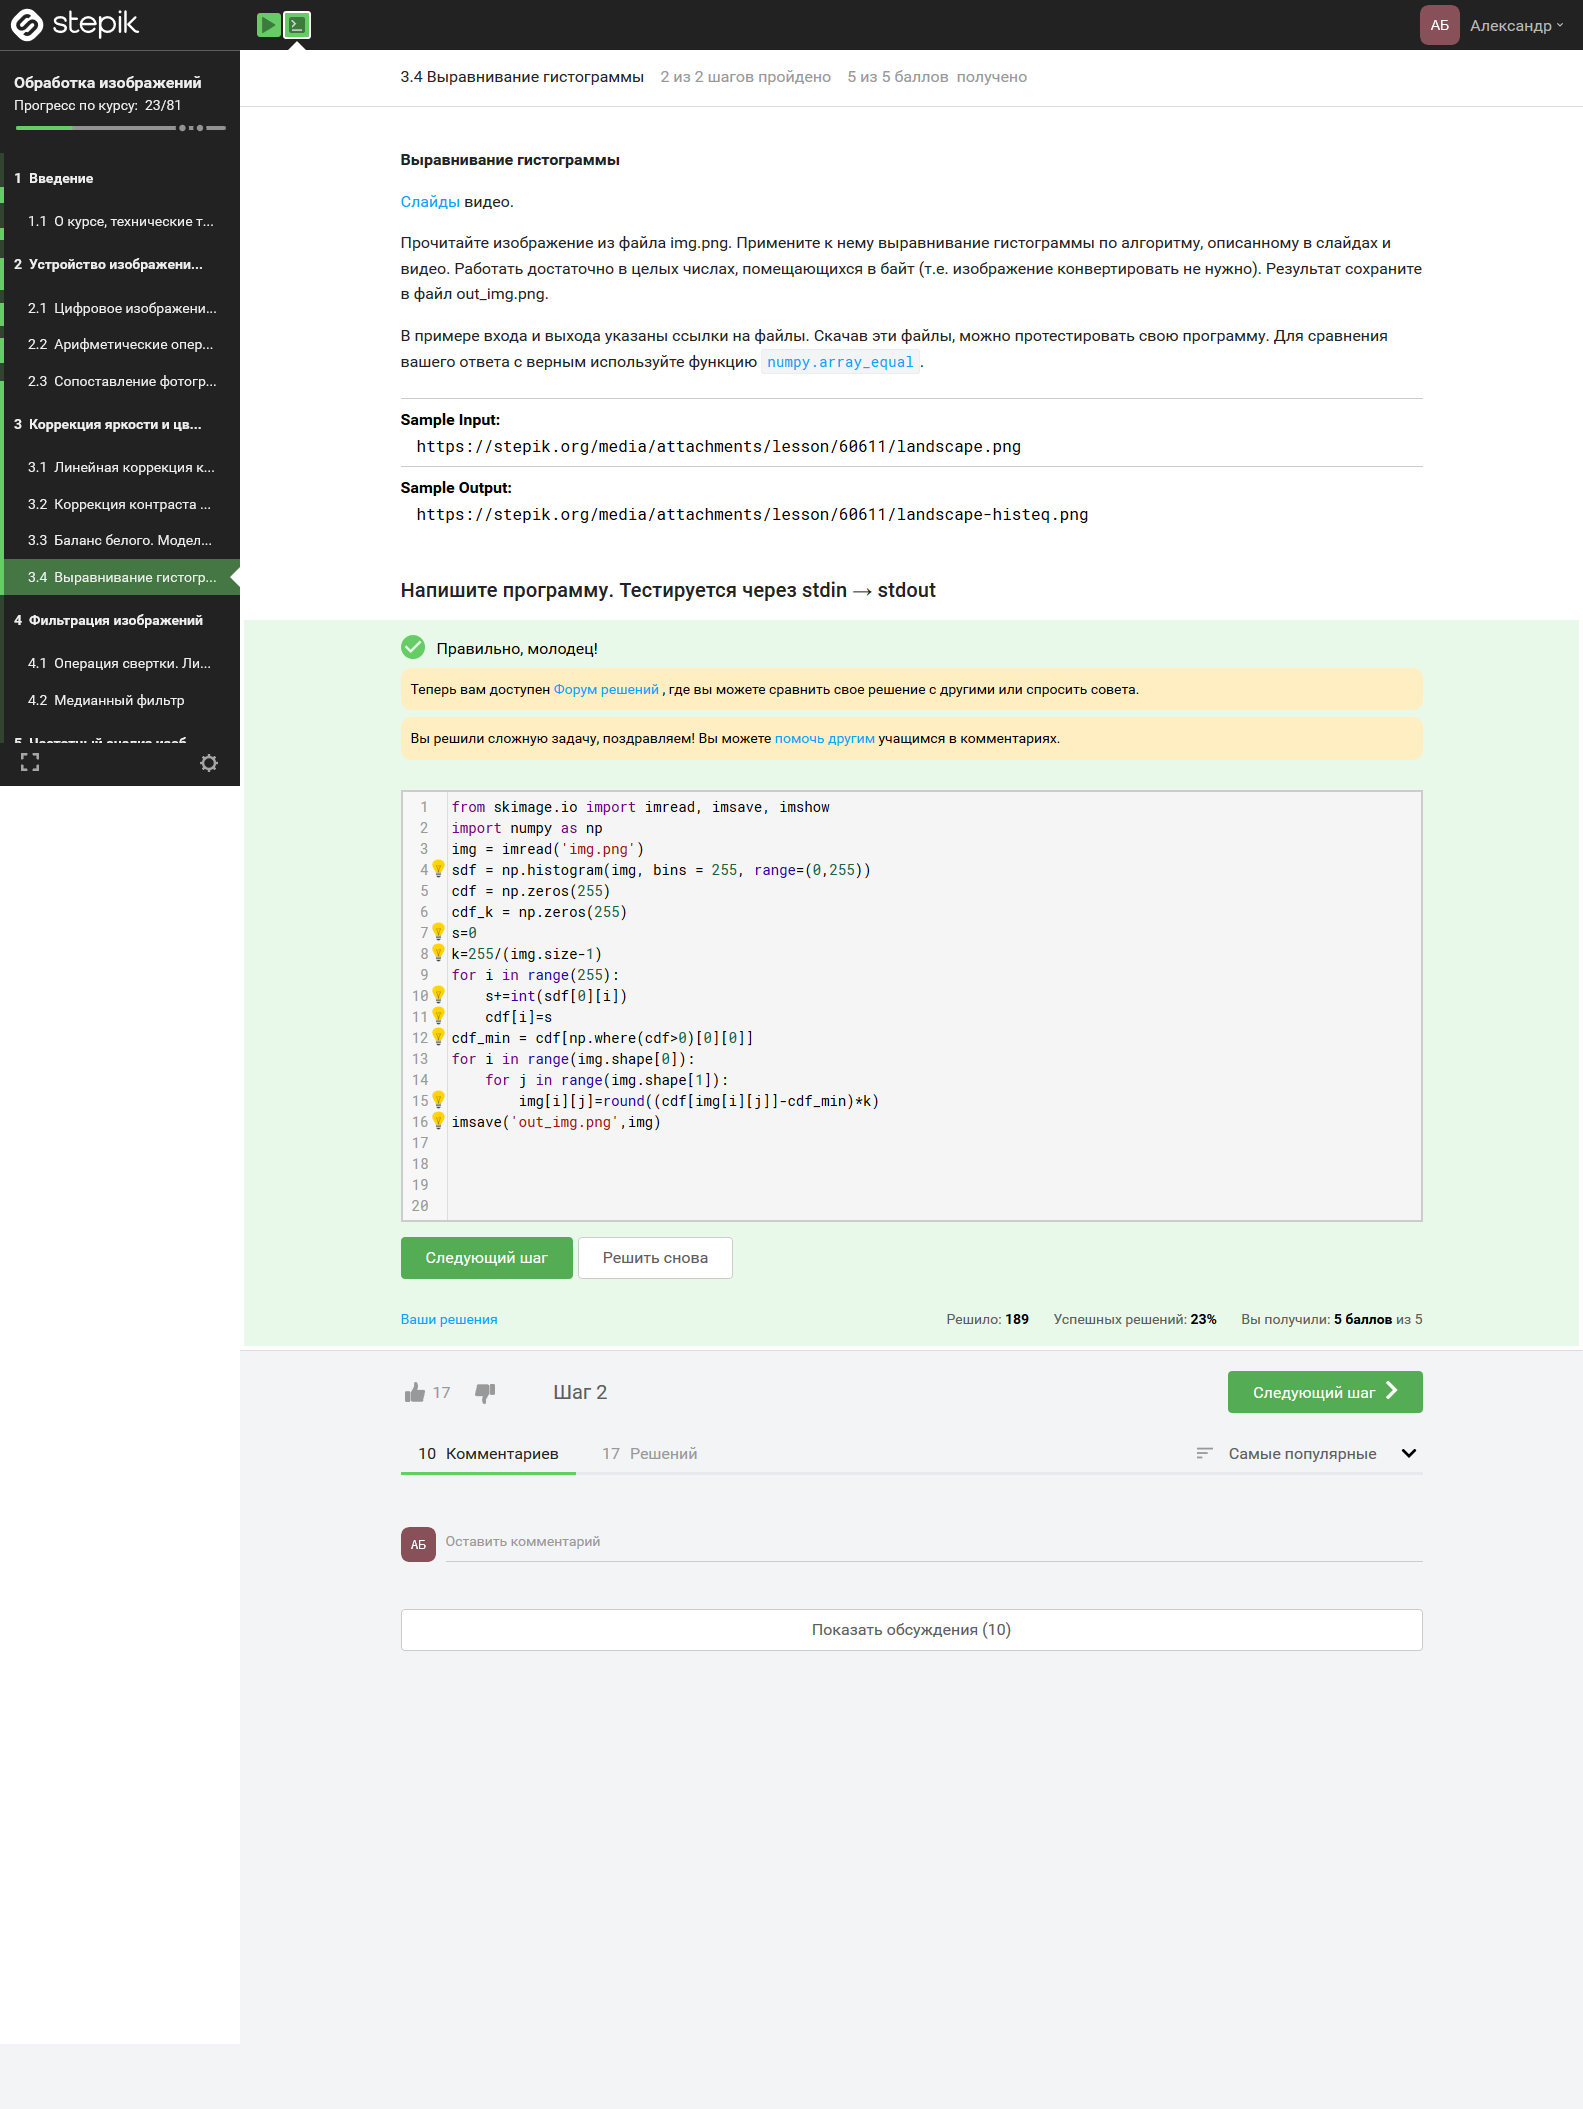 stepik
АБ Александр
Обработка изображений
Прогресс по курсу: 23/81
1 Введение
1.1 О курсе, технические т...
2 Устройство изображени...
2.1 Цифровое изображени...
2.2 Арифметические опер...
2.3 Сопоставление фотогр...
3 Коррекция яркости и цв...
3.1 Линейная коррекция к...
3.2 Коррекция контраста ...
3.3 Баланс белого. Модел...
3.4 Выравнивание гистогр...
4 Фильтрация изображений
4.1 Операция свертки. Ли...
4.2 Медианный фильтр
5 Частотный анализ изоб...
3.4 Выравнивание гистограммы 2 из 2 шагов пройдено 5 из 5 баллов получено
Выравнивание гистограммы
Слайды видео.
Прочитайте изображение из файла img.png. Примените к нему выравнивание гистограммы по алгоритму, описанному в слайдах и
видео. Работать достаточно в целых числах, помещающихся в байт (т.е. изображение конвертировать не нужно). Результат сохраните
в файл out_img.png.
В примере входа и выхода указаны ссылки на файлы. Скачав эти файлы, можно протестировать свою программу. Для сравнения
вашего ответа с верным используйте функцию numpy.array_equal.
Sample Input:
https://stepik.org/media/attachments/lesson/60611/landscape.png
Sample Output:
https://stepik.org/media/attachments/lesson/60611/landscape-histeq.png
Напишите программу. Тестируется через stdin → stdout
Правильно, молодец!
Теперь вам доступен Форум решений , где вы можете сравнить свое решение с другими или спросить совета.
Вы решили сложную задачу, поздравляем! Вы можете помочь другим учащимся в комментариях.
1 from skimage.io import imread, imsave, imshow
2 import numpy as np
3 img = imread('img.png')
4 sdf = np.histogram(img, bins = 255, range=(0,255))
5 cdf = np.zeros(255)
6 cdf_k = np.zeros(255)
7 s=0
8 k=255/(img.size-1)
9 for i in range(255):
10     s+=int(sdf[0][i])
11     cdf[i]=s
12 cdf_min = cdf[np.where(cdf>0)[0][0]]
13 for i in range(img.shape[0]):
14     for j in range(img.shape[1]):
15         img[i][j]=round((cdf[img[i][j]]-cdf_min)*k)
16 imsave('out_img.png',img)
17
18
19
20
Следующий шаг Решить снова
Ваши решения Решило: 189 Успешных решений: 23% Вы получили: 5 баллов из 5
17 Шаг 2 Следующий шаг
10 Комментариев 17 Решений Самые популярные
АБ Оставить комментарий
Показать обсуждения (10)